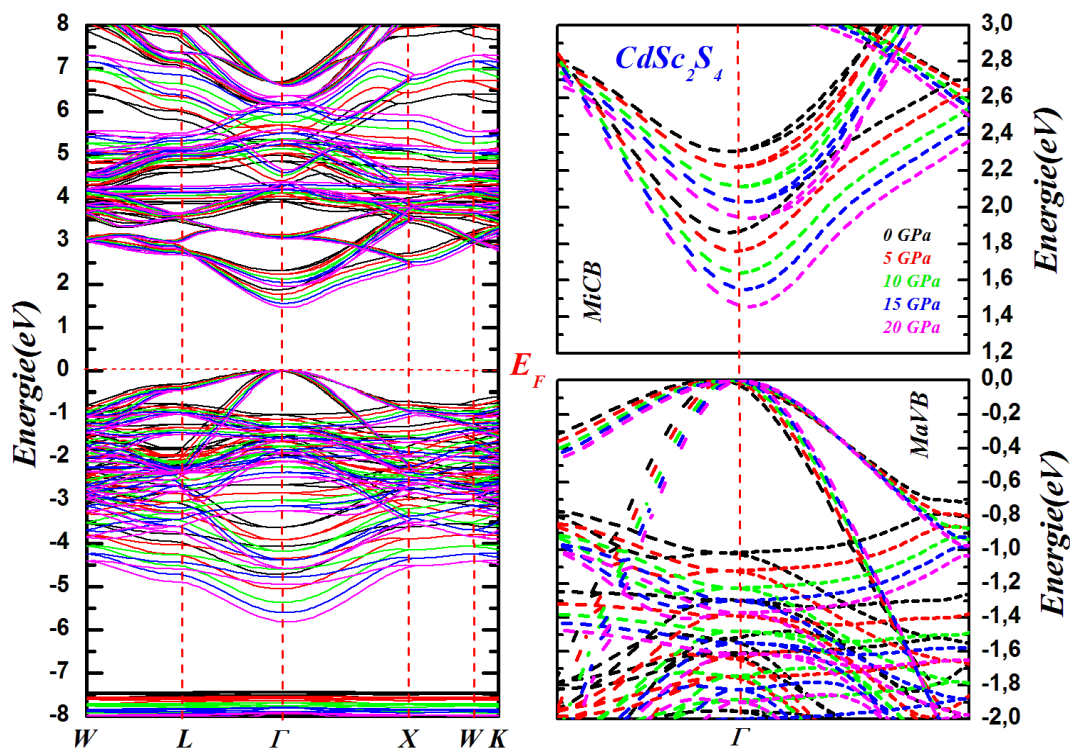 8
7
6
5
4
3
2
1
0
-1
-2
-3
-4
-5
-6
-7
-8
Energie(eV)
W L Γ X W K
E_F
CdSc₂S₄
MiCB
0 GPa
5 GPa
10 GPa
15 GPa
20 GPa
3,0
2,8
2,6
2,4
2,2
2,0
1,8
1,6
1,4
1,2
Energie(eV)
MaVB
0,0
-0,2
-0,4
-0,6
-0,8
-1,0
-1,2
-1,4
-1,6
-1,8
-2,0
Energie(eV)
Γ